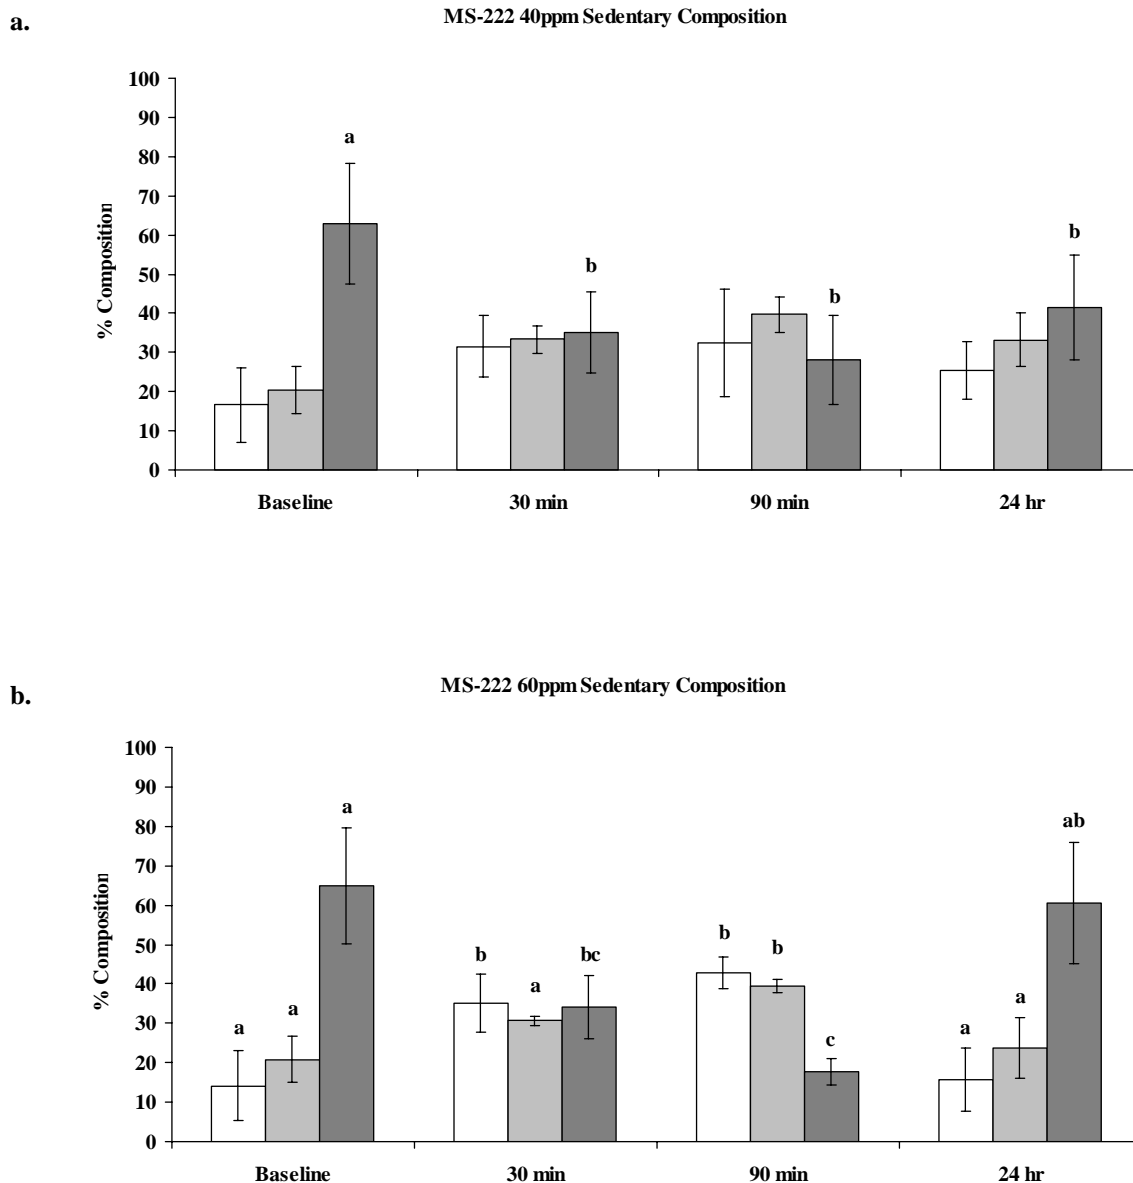 a.
MS-222 40ppm Sedentary Composition
% Composition
100
90
80
70
60
50
40
30
20
10
0
a
b
b
b
Baseline 30 min 90 min 24 hr
b.
MS-222 60ppm Sedentary Composition
% Composition
100
90
80
70
60
50
40
30
20
10
0
a a a
b a bc
b b c
a a ab
Baseline 30 min 90 min 24 hr